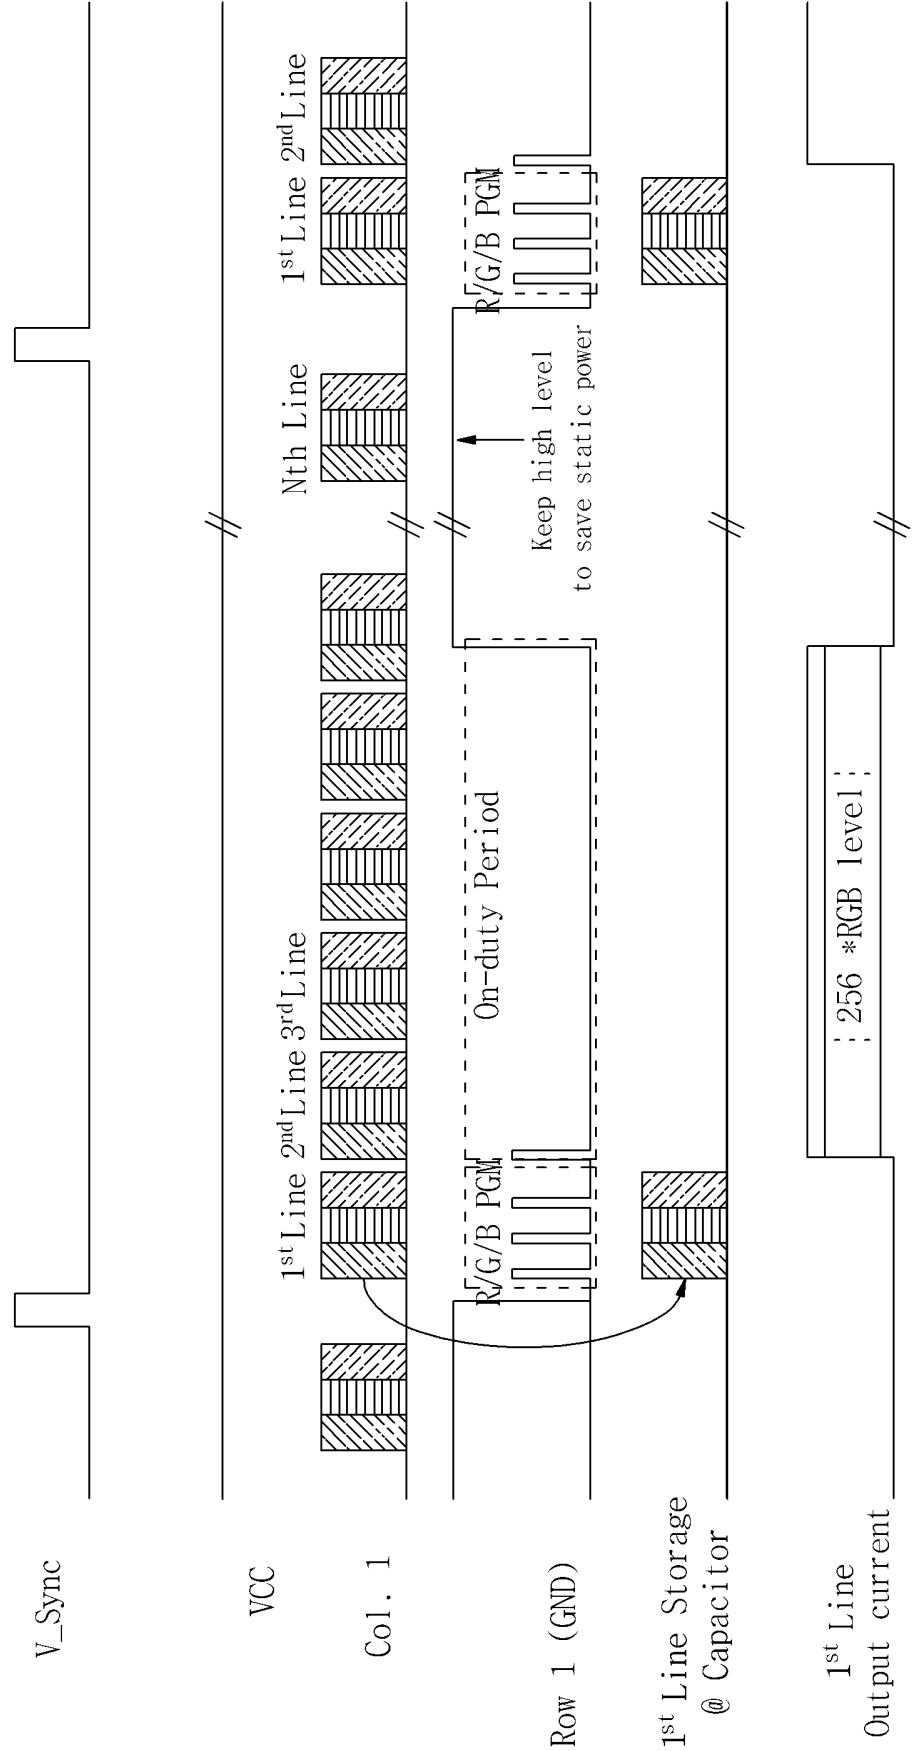 V_Sync
VCC
Nth Line
1st Line
2nd Line
1st Line
2nd Line
3rd Line
Col. 1
R/G/B PGM
On-duty Period
R/G/B PGM
Keep high level
to save static power
Row 1 (GND)
1st Line Storage
@ Capacitor
256 *RGB level
1st Line
Output current